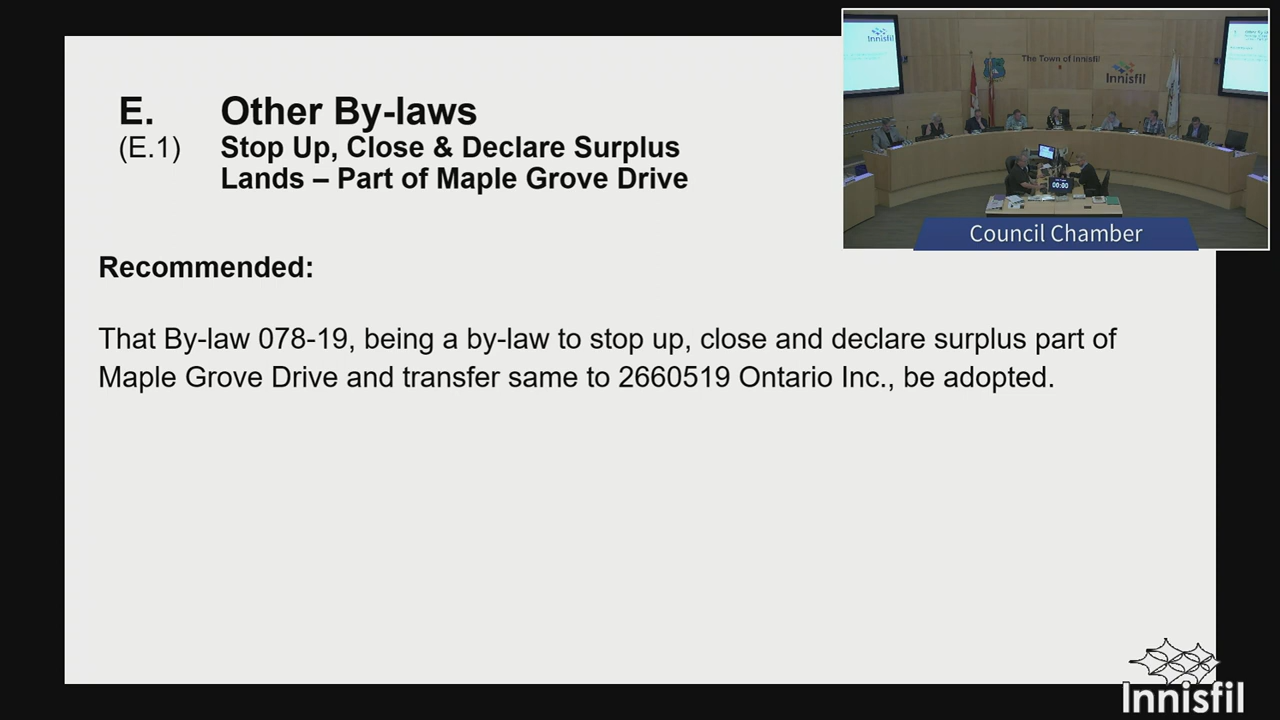 E. Other By-laws
(E.1) Stop Up, Close & Declare Surplus
Lands – Part of Maple Grove Drive
Recommended:
That By-law 078-19, being a by-law to stop up, close and declare surplus part of
Maple Grove Drive and transfer same to 2660519 Ontario Inc., be adopted.
Innisfil
The Town of Innisfil
Innisfil
00:00
Council Chamber
Innisfil